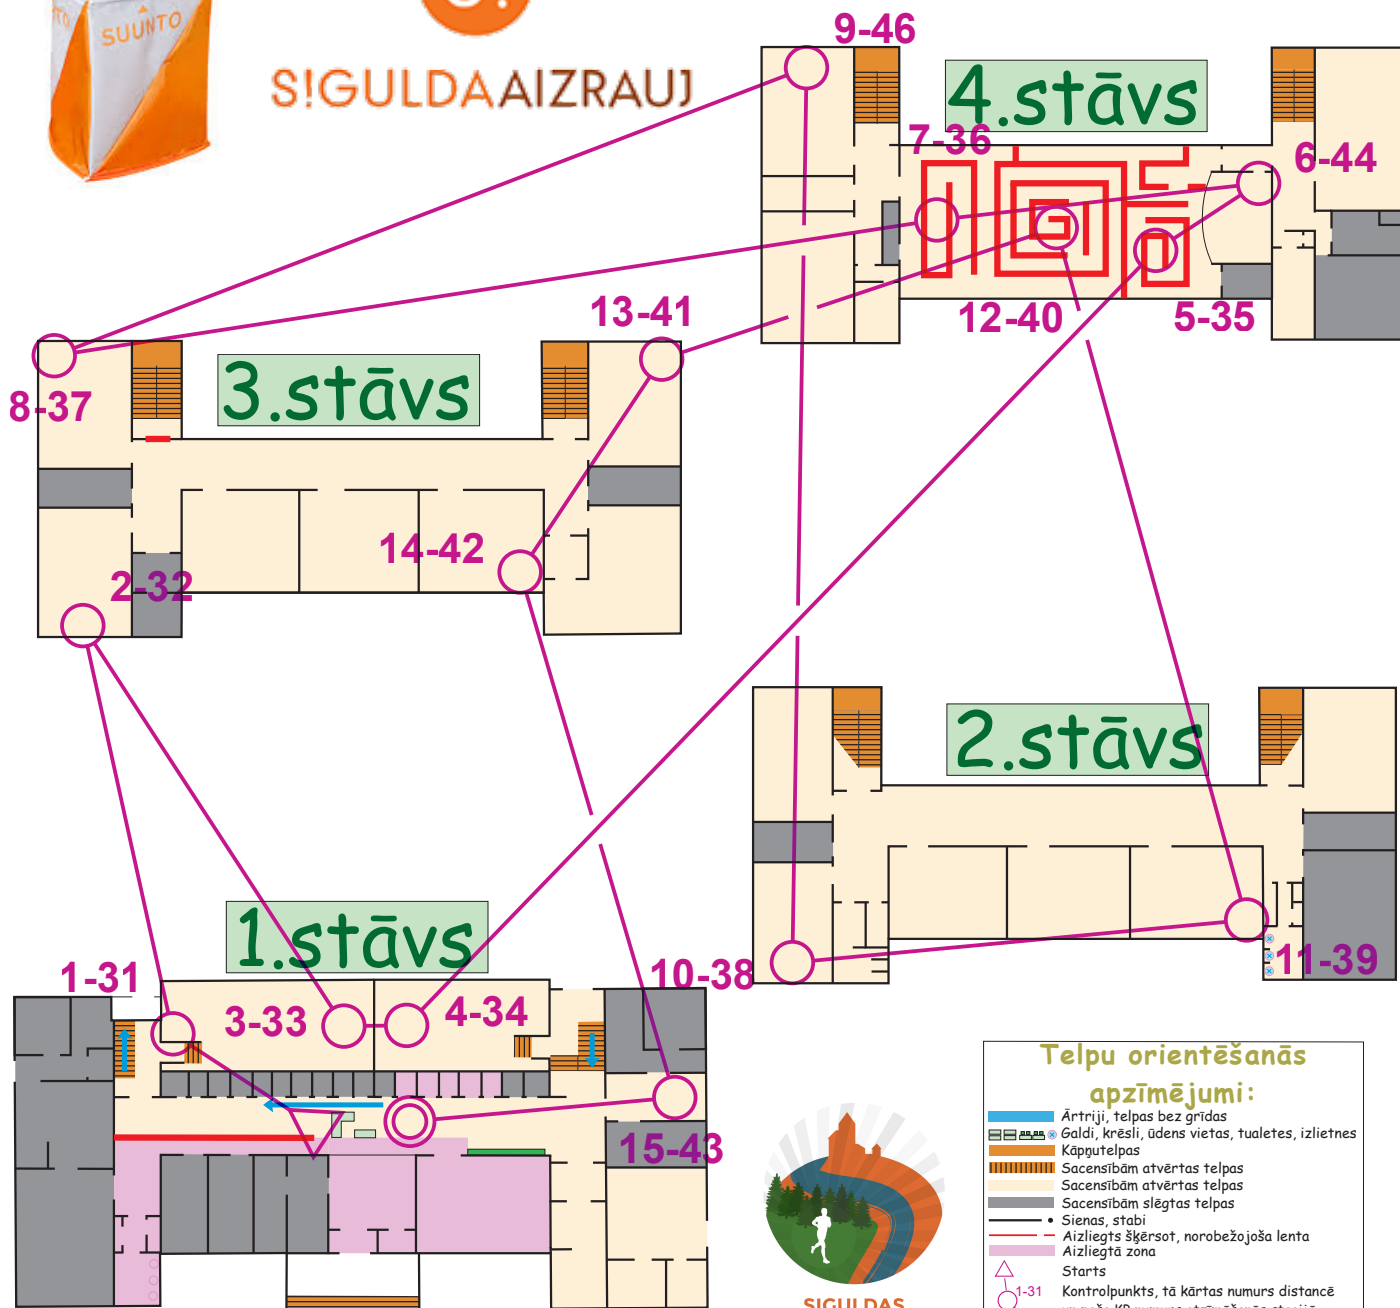 SUUNTO
S!GULDAAIZRAUJ
9-46
4.stāvs
7-36
6-44
12-40
5-35
13-41
3.stāvs
8-37
14-42
2-32
2.stāvs
11-39
10-38
1.stāvs
1-31
3-33
4-34
15-43
Telpu orientēšanās
apzīmējumi:
Ārtriji, telpas bez grīdas
Galdi, krēsli, ūdens vietas, tualetes, izlietnes
Kāpņutelpas
Sacensībām atvērtas telpas
Sacensībām atvērtas telpas
Sacensībām slēgtas telpas
Sienas, stabi
Aizliegts šķērsot, norobežojoša lenta
Aizliegtā zona
Starts
1-31 Kontrolpunkts, tā kārtas numurs distancē
SIGULDAS